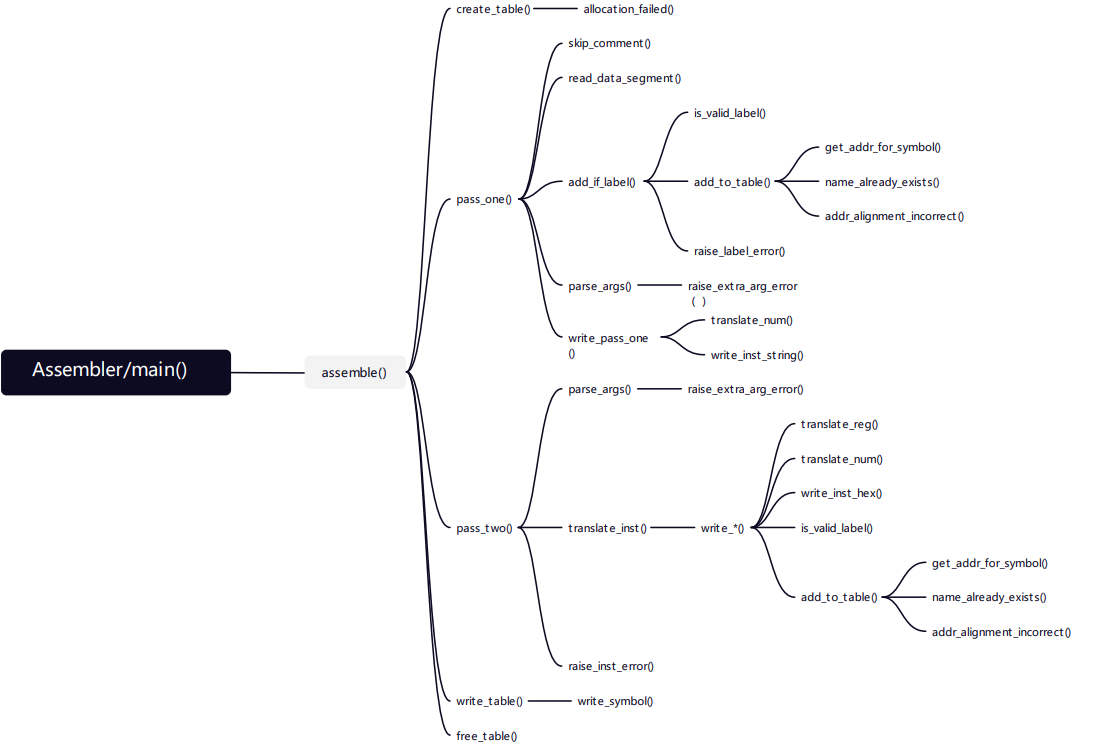 create_table()
allocation_failed()
skip_comment()
read_data_segment()
is_valid_label()
get_addr_for_symbol()
add_if_label()
add_to_table()
name_already_exists()
pass_one()
addr_alignment_incorrect()
raise_label_error()
parse_args()
raise_extra_arg_error
( )
translate_num()
write_pass_one
()
write_inst_string()
Assembler/main()
assemble()
parse_args()
raise_extra_arg_error()
translate_reg()
translate_num()
write_inst_hex()
pass_two()
translate_inst()
write_*()
is_valid_label()
get_addr_for_symbol()
add_to_table()
name_already_exists()
addr_alignment_incorrect()
raise_inst_error()
write_table()
write_symbol()
free_table()